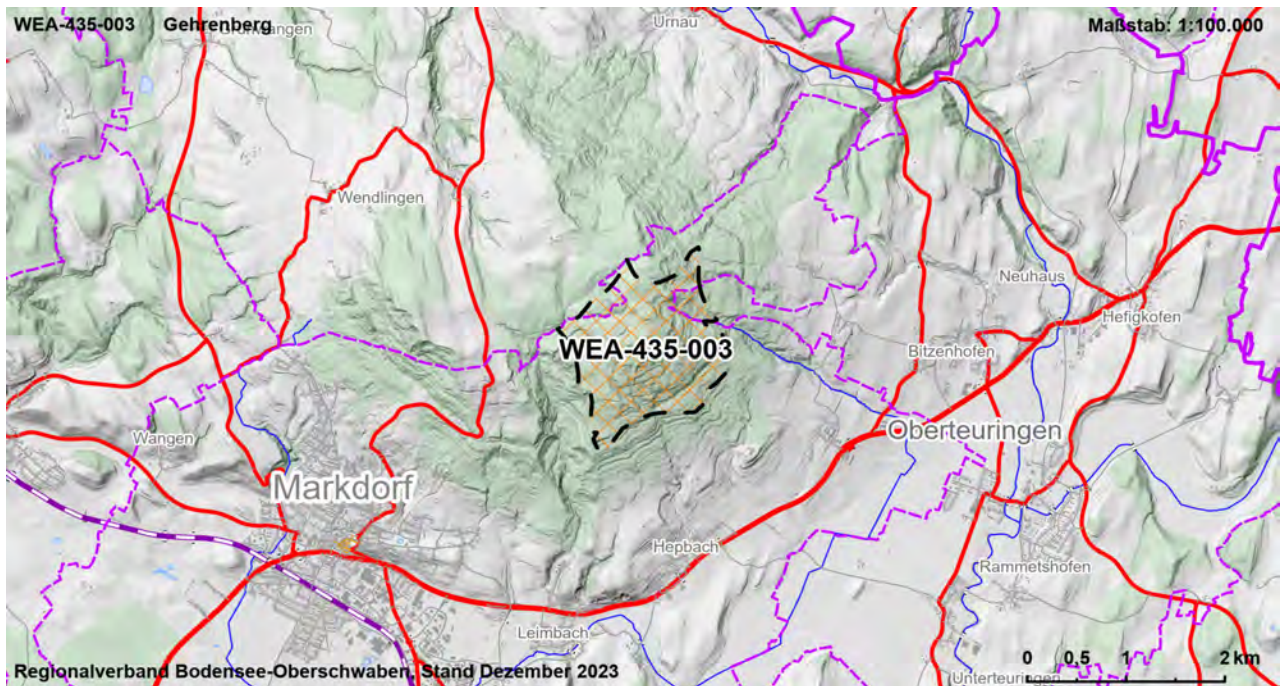 WEA-435-003 Gehrenberg
Urnau
Maßstab: 1:100.000
Wendlingen
Neuhaus
Hefigkofen
WEA-435-003
Bitzenhofen
Oberteuringen
Wangen
Markdorf
Hepbach
Rammetshofen
Leimbach
Regionalverband Bodensee-Oberschwaben, Stand Dezember 2023
0 0,5 1 2 km
Unterteuringen